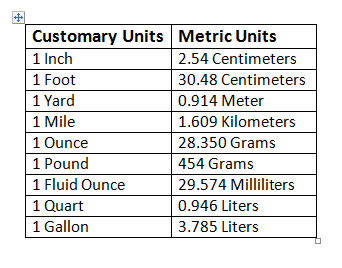 Customary Units Metric Units
1 Inch 2.54 Centimeters
1 Foot 30.48 Centimeters
1 Yard 0.914 Meter
1 Mile 1.609 Kilometers
1 Ounce 28.350 Grams
1 Pound 454 Grams
1 Fluid Ounce 29.574 Milliliters
1 Quart 0.946 Liters
1 Gallon 3.785 Liters